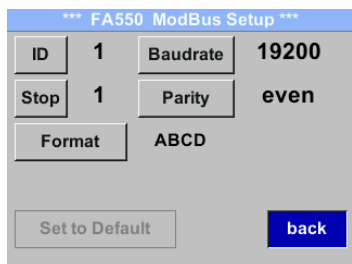 *** FA550 ModBus Setup ***
ID 1 Baudrate 19200
Stop 1 Parity even
Format ABCD
Set to Default back